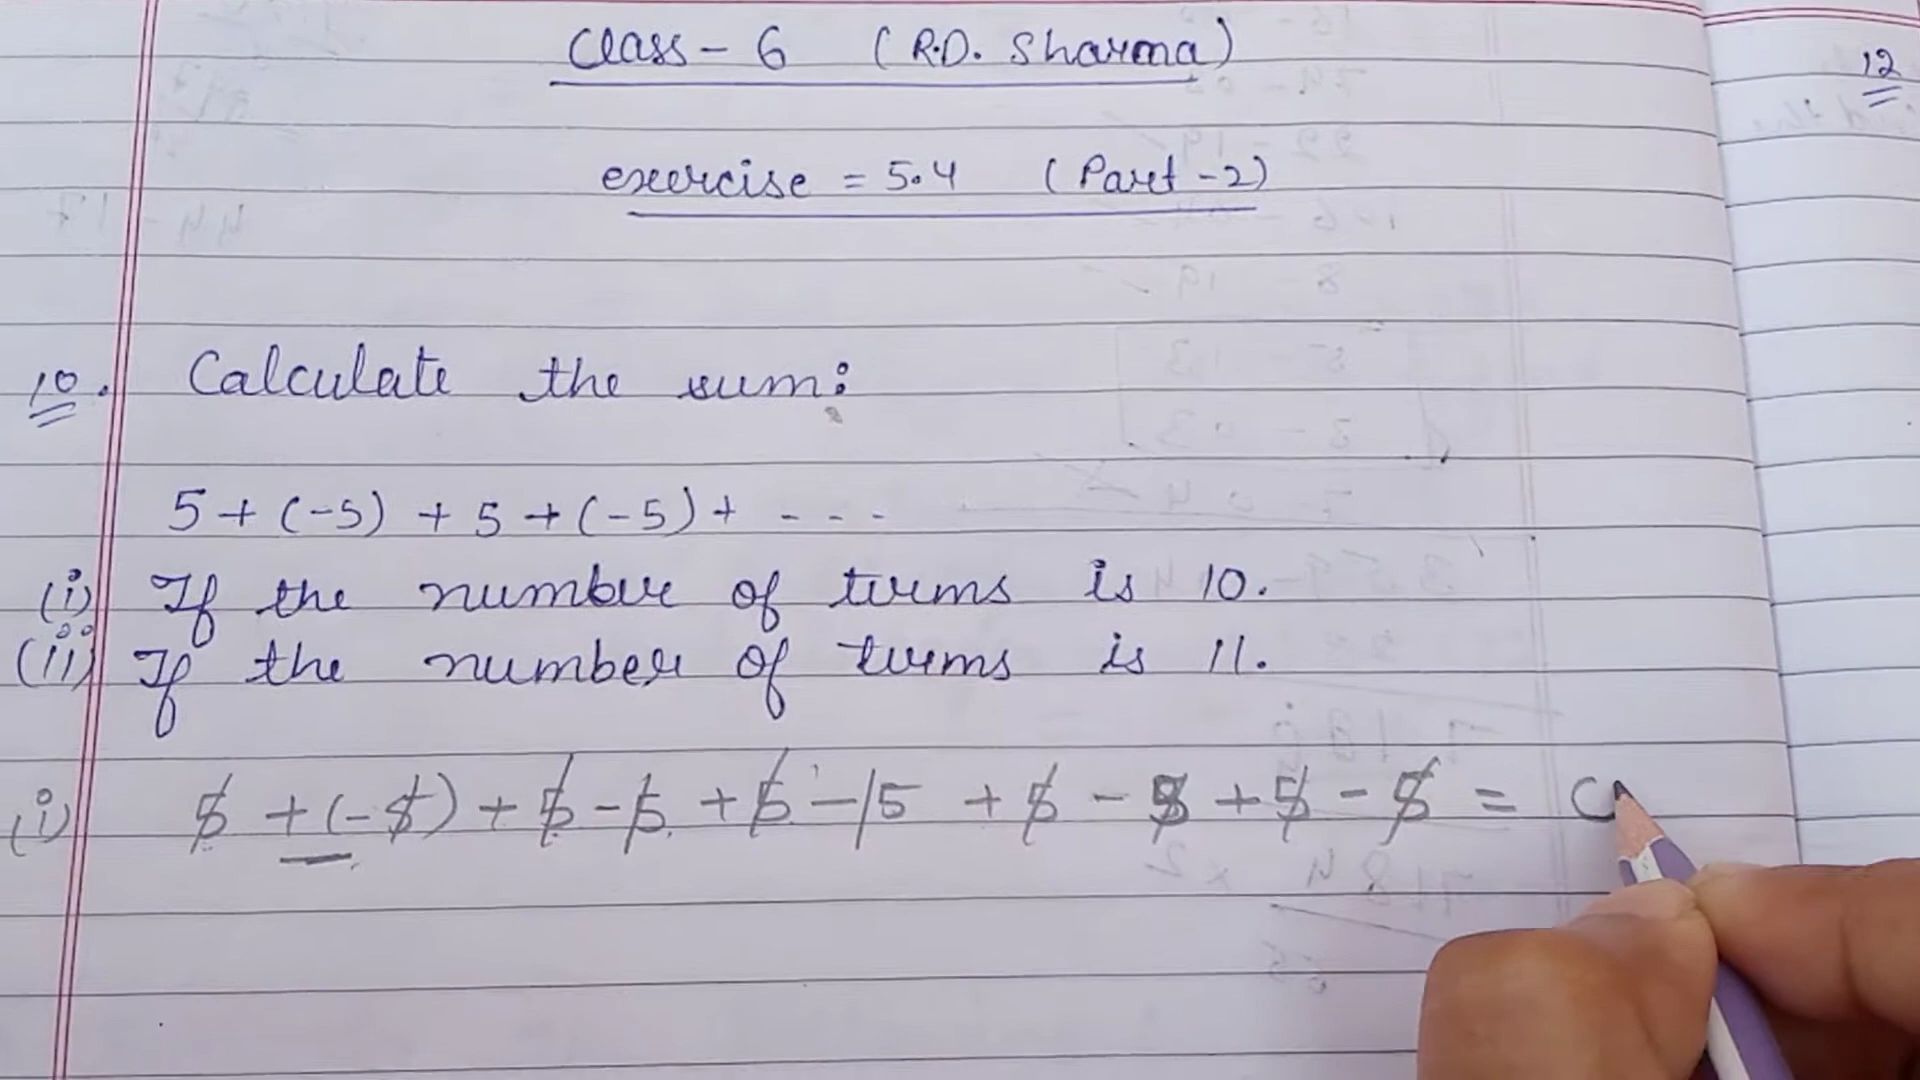 Class - 6 (R.D. Sharma)
12
exercise = 5.4 (Part -2)
10. Calculate the sum:
5 + (-5) + 5 + (-5) + - - -
(i) If the number of terms is 10.
(ii) If the number of terms is 11.
(i) 5 + (-5) + 5 - 5 + 5 - 5 + 5 - 5 + 5 - 5 =